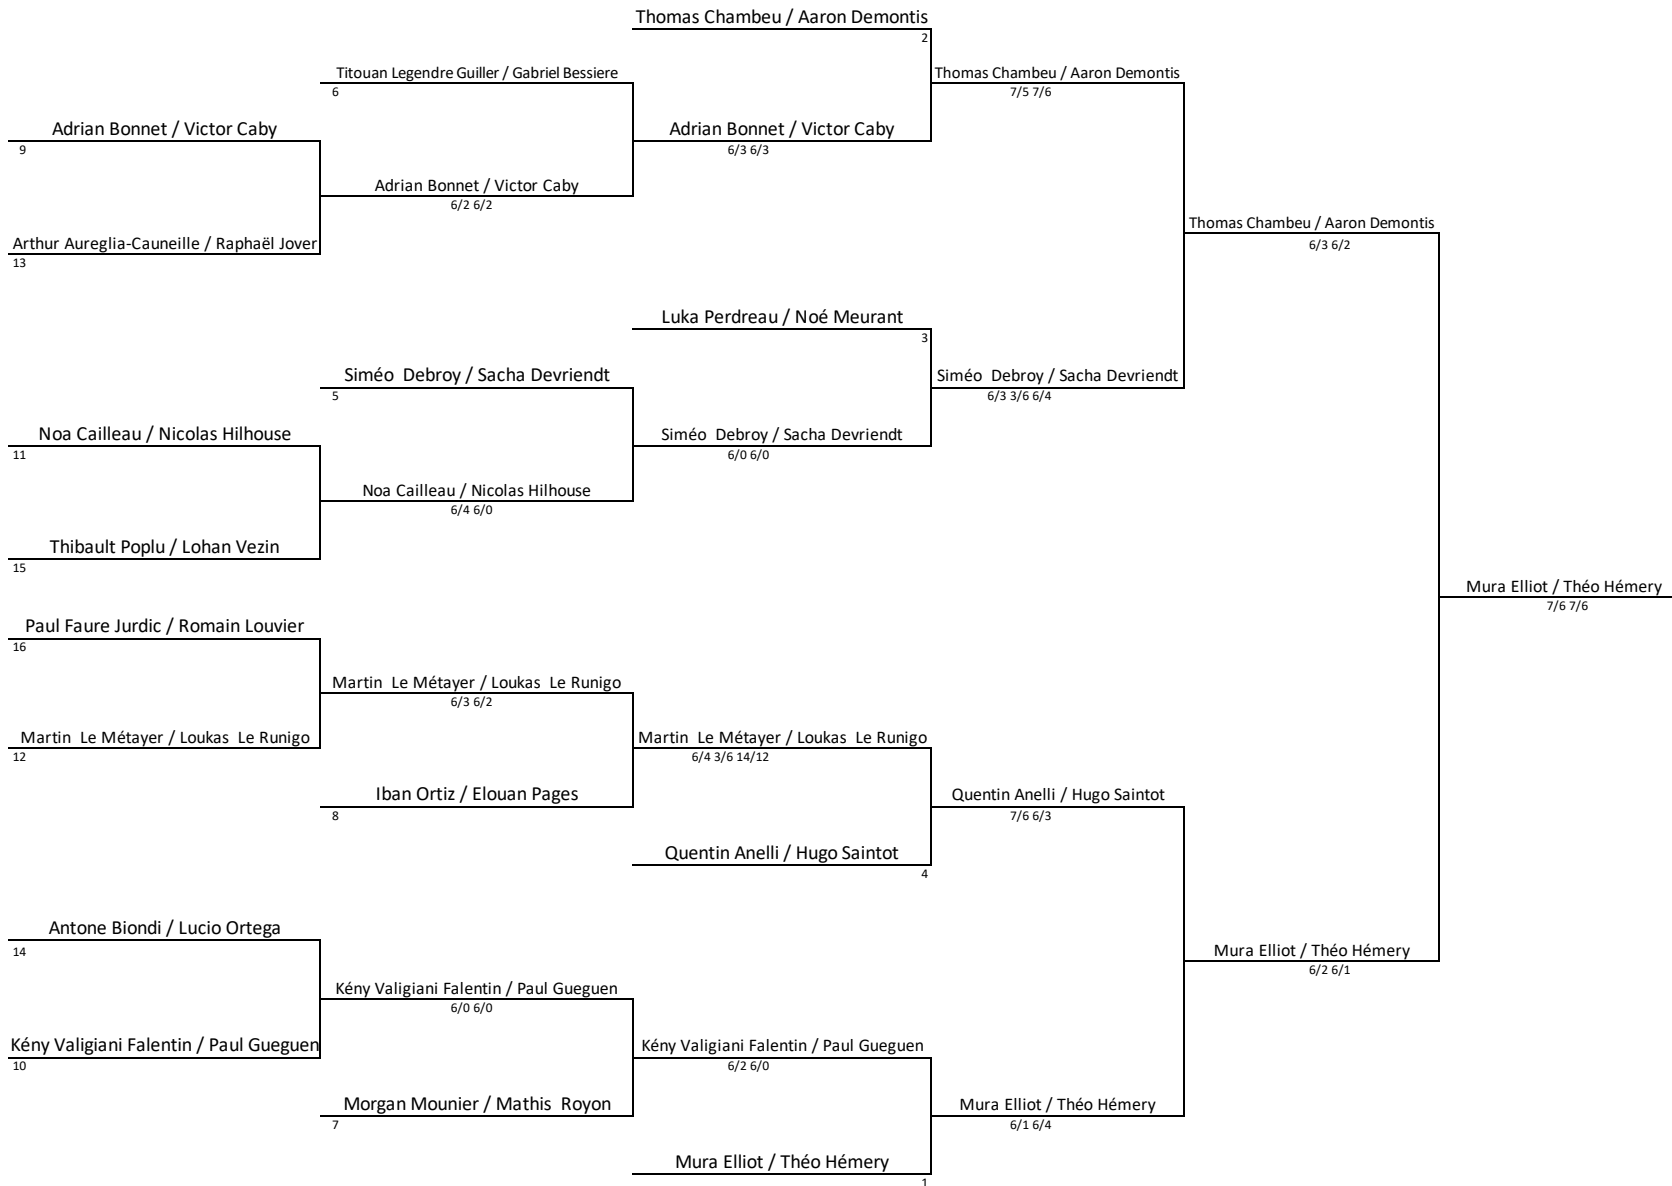 Thomas Chambeu / Aaron Demontis
2
Titouan Legendre Guiller / Gabriel Bessiere
6
Thomas Chambeu / Aaron Demontis
7/5 7/6
Adrian Bonnet / Victor Caby
9
Adrian Bonnet / Victor Caby
6/3 6/3
Adrian Bonnet / Victor Caby
6/2 6/2
Arthur Aureglia-Cauneille / Raphaël Jover
13
Thomas Chambeu / Aaron Demontis
6/3 6/2
Luka Perdreau / Noé Meurant
3
Siméo  Debroy / Sacha Devriendt
5
Siméo  Debroy / Sacha Devriendt
6/3 3/6 6/4
Noa Cailleau / Nicolas Hilhouse
11
Siméo  Debroy / Sacha Devriendt
6/0 6/0
Noa Cailleau / Nicolas Hilhouse
6/4 6/0
Thibault Poplu / Lohan Vezin
15
Mura Elliot / Théo Hémery
7/6 7/6
Paul Faure Jurdic / Romain Louvier
16
Martin  Le Métayer / Loukas  Le Runigo
6/3 6/2
Martin  Le Métayer / Loukas  Le Runigo
12
Martin  Le Métayer / Loukas  Le Runigo
6/4 3/6 14/12
Iban Ortiz / Elouan Pages
8
Quentin Anelli / Hugo Saintot
7/6 6/3
Quentin Anelli / Hugo Saintot
4
Antone Biondi / Lucio Ortega
14
Mura Elliot / Théo Hémery
6/2 6/1
Kény Valigiani Falentin / Paul Gueguen
6/0 6/0
Kény Valigiani Falentin / Paul Gueguen
10
Kény Valigiani Falentin / Paul Gueguen
6/2 6/0
Morgan Mounier / Mathis  Royon
7
Mura Elliot / Théo Hémery
6/1 6/4
Mura Elliot / Théo Hémery
1